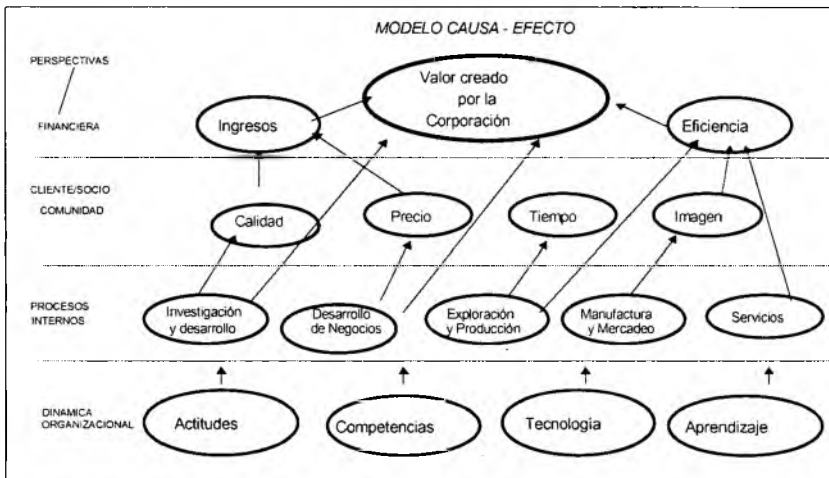 MODELO CAUSA - EFECTO
PERSPECTIVAS
Valor creado
por la
Corporación
Ingresos
Eficiencia
FINANCIERA
CLIENTE/SOCIO
COMUNIDAD
Calidad
Precio
Tiempo
Imagen
PROCESOS
INTERNOS
Investigación
y desarrollo
Desarrollo
de Negocios
Exploración
y Producción
Manufactura
y Mercadeo
Servicios
DINAMICA
ORGANIZACIONAL
Actitudes
Competencias
Tecnología
Aprendizaje